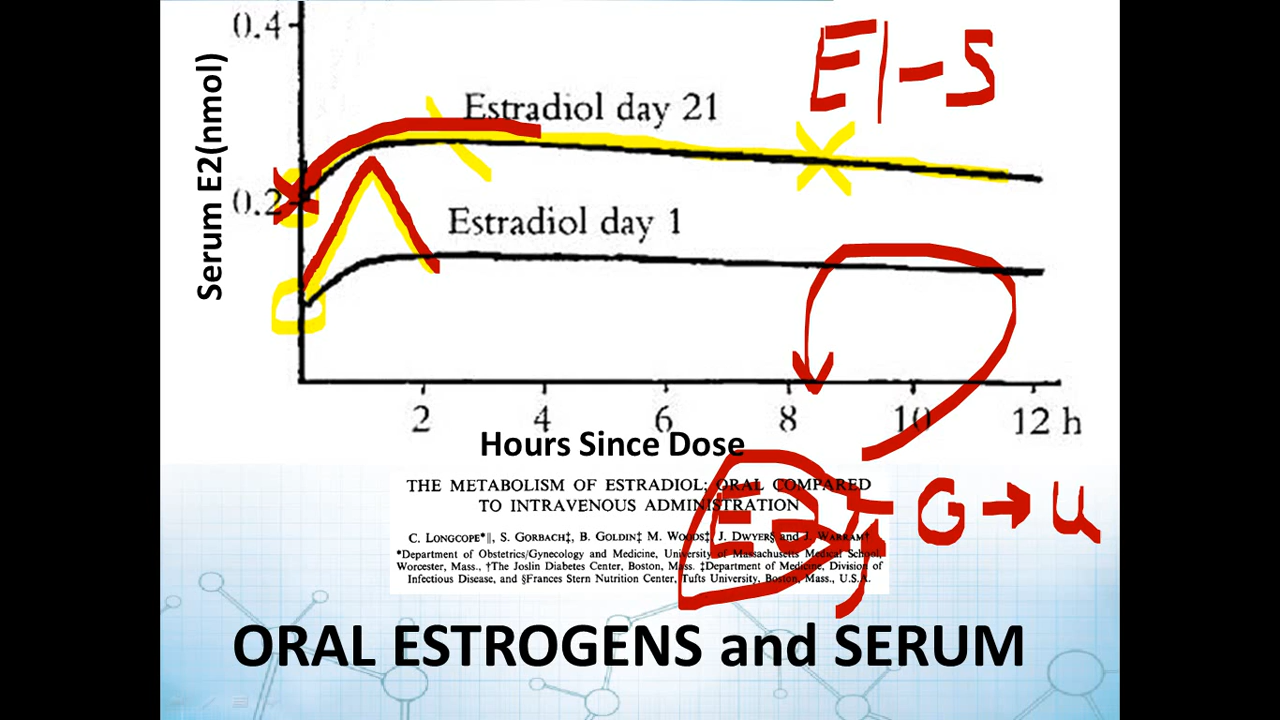 0.4
E1-S
Estradiol day 21
Serum E2(nmol)
0.2
Estradiol day 1
2 4 6 8 10 12 h
Hours Since Dose
THE METABOLISM OF ESTRADIOL; ORAL COMPARED
TO INTRAVENOUS ADMINISTRATION
G → U
C. LONGCOPE*‖, S. GORBACH‡, B. GOLDIN‡ M. WOODS‡, J. DWYER§ and J. WARRAM†
*Department of Obstetrics/Gynecology and Medicine, University of Massachusetts Medical School,
Worcester, Mass., †The Joslin Diabetes Center, Boston, Mass. ‡Department of Medicine, Division of
Infectious Disease, and §Frances Stern Nutrition Center, Tufts University, Boston, Mass., U.S.A.
ORAL ESTROGENS and SERUM